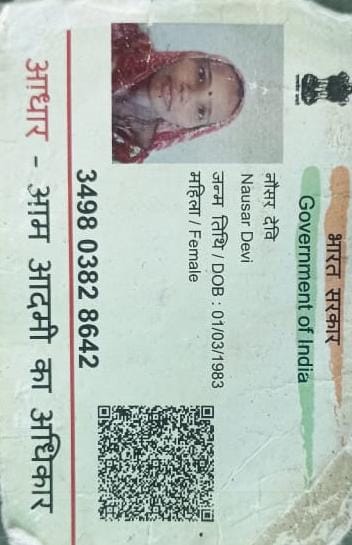 भारत सरकार
Government of India
नौसर देवि
Nausar Devi
जन्म तिथि / DOB : 01/03/1983
महिला / Female
3498 0382 8642
आधार - आम आदमी का अधिकार